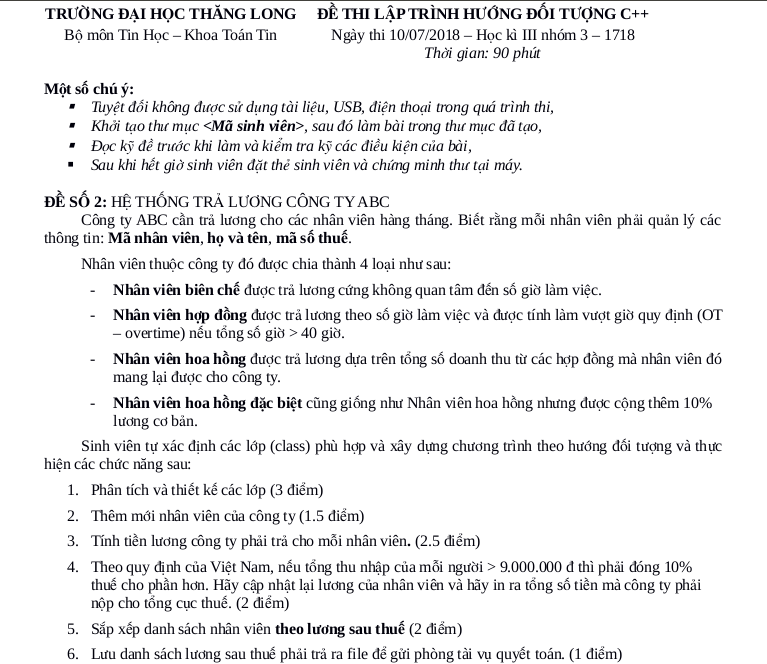 TRƯỜNG ĐẠI HỌC THĂNG LONG ĐỀ THI LẬP TRÌNH HƯỚNG ĐỐI TƯỢNG C++
Bộ môn Tin Học – Khoa Toán Tin Ngày thi 10/07/2018 – Học kì III nhóm 3 – 1718
Thời gian: 90 phút
Một số chú ý:
▪ Tuyệt đối không được sử dụng tài liệu, USB, điện thoại trong quá trình thi,
▪ Khởi tạo thư mục <Mã sinh viên>, sau đó làm bài trong thư mục đã tạo,
▪ Đọc kỹ đề trước khi làm và kiểm tra kỹ các điều kiện của bài,
▪ Sau khi hết giờ sinh viên đặt thẻ sinh viên và chứng minh thư tại máy.
ĐỀ SỐ 2: HỆ THỐNG TRẢ LƯƠNG CÔNG TY ABC
Công ty ABC cần trả lương cho các nhân viên hàng tháng. Biết rằng mỗi nhân viên phải quản lý các
thông tin: Mã nhân viên, họ và tên, mã số thuế.
Nhân viên thuộc công ty đó được chia thành 4 loại như sau:
- Nhân viên biên chế được trả lương cứng không quan tâm đến số giờ làm việc.
- Nhân viên hợp đồng được trả lương theo số giờ làm việc và được tính làm vượt giờ quy định (OT
– overtime) nếu tổng số giờ > 40 giờ.
- Nhân viên hoa hồng được trả lương dựa trên tổng số doanh thu từ các hợp đồng mà nhân viên đó
mang lại được cho công ty.
- Nhân viên hoa hồng đặc biệt cũng giống như Nhân viên hoa hồng nhưng được cộng thêm 10%
lương cơ bản.
Sinh viên tự xác định các lớp (class) phù hợp và xây dựng chương trình theo hướng đối tượng và thực
hiện các chức năng sau:
1. Phân tích và thiết kế các lớp (3 điểm)
2. Thêm mới nhân viên của công ty (1.5 điểm)
3. Tính tiền lương công ty phải trả cho mỗi nhân viên. (2.5 điểm)
4. Theo quy định của Việt Nam, nếu tổng thu nhập của mỗi người > 9.000.000 đ thì phải đóng 10%
thuế cho phần hơn. Hãy cập nhật lại lương của nhân viên và hãy in ra tổng số tiền mà công ty phải
nộp cho tổng cục thuế. (2 điểm)
5. Sắp xếp danh sách nhân viên theo lương sau thuế (2 điểm)
6. Lưu danh sách lương sau thuế phải trả ra file để gửi phòng tài vụ quyết toán. (1 điểm)